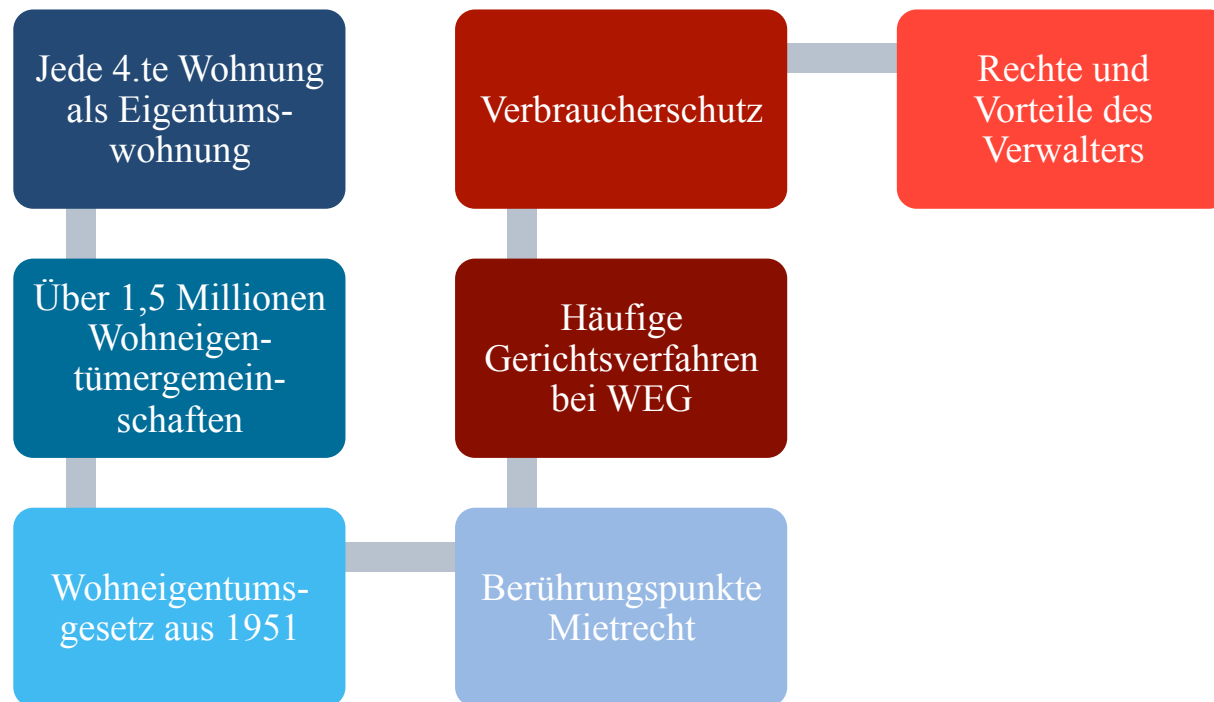 Jede 4.te Wohnung
als Eigentums-
wohnung
Über 1,5 Millionen
Wohneigen-
tümergemein-
schaften
Wohneigentums-
gesetz aus 1951
Berührungspunkte
Mietrecht
Häufige
Gerichtsverfahren
bei WEG
Verbraucherschutz
Rechte und
Vorteile des
Verwalters